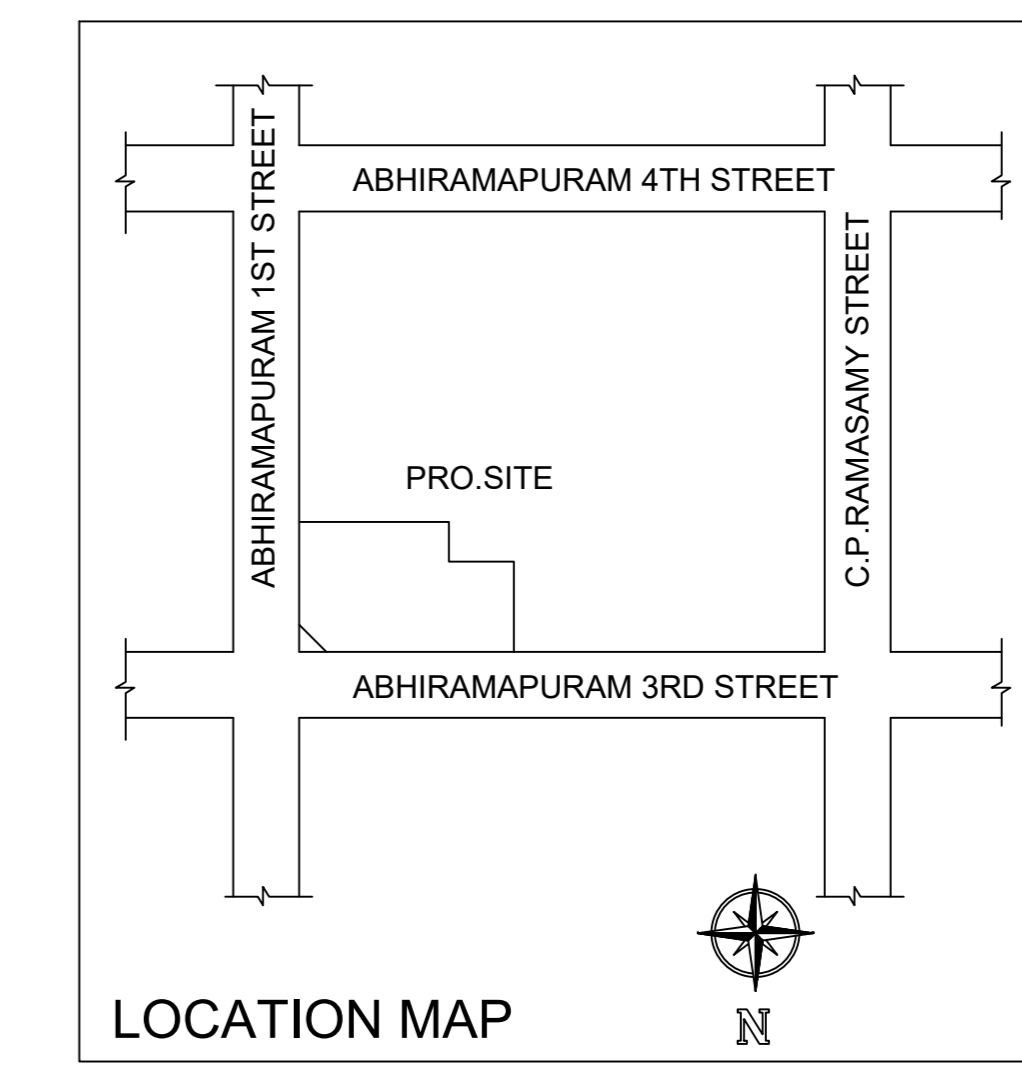 ABHIRAMAPURAM 4TH STREET
ABHIRAMAPURAM 1ST STREET
C.P.RAMASAMY STREET
PRO.SITE
ABHIRAMAPURAM 3RD STREET
LOCATION MAP
N